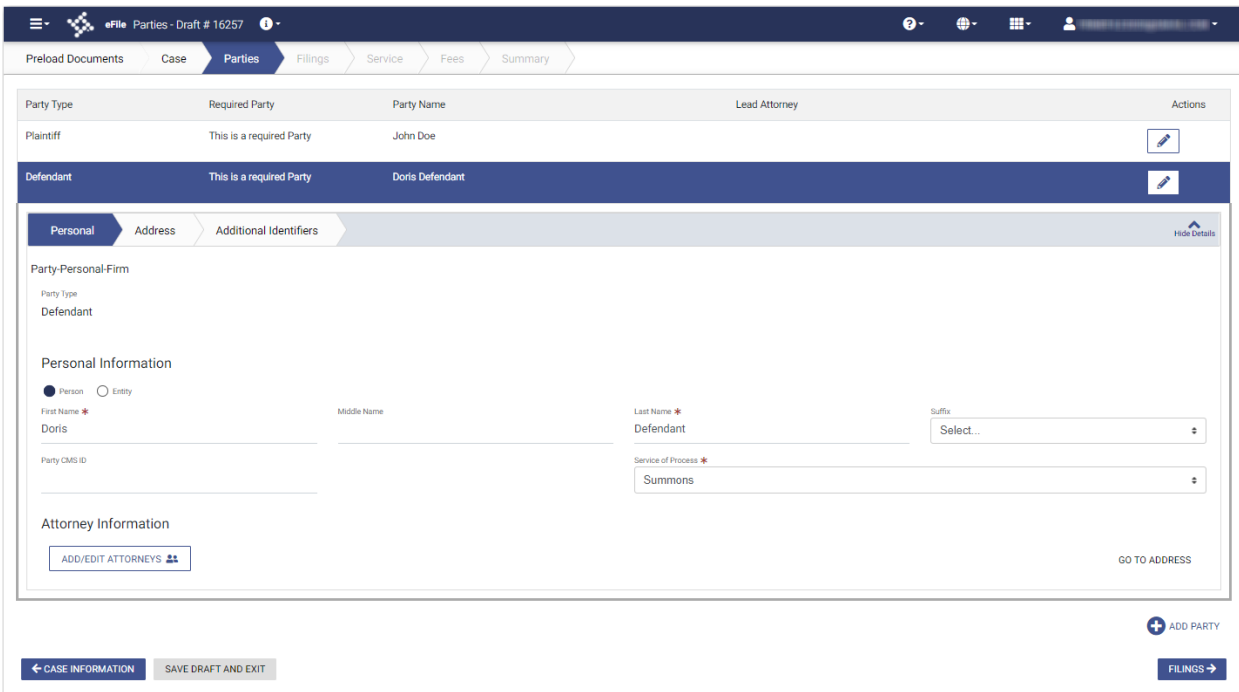 eFile Parties - Draft # 16257
Preload Documents Case Parties Filings Service Fees Summary
Party Type Required Party Party Name Lead Attorney Actions
Plaintiff This is a required Party John Doe
Defendant This is a required Party Doris Defendant
Personal Address Additional Identifiers Hide Details
Party-Personal-Firm
Party Type
Defendant
Personal Information
Person Entity
First Name * Middle Name Last Name * Suffix
Doris Defendant Select...
Party CMS ID Service of Process *
Summons
Attorney Information
ADD/EDIT ATTORNEYS GO TO ADDRESS
ADD PARTY
CASE INFORMATION SAVE DRAFT AND EXIT FILINGS